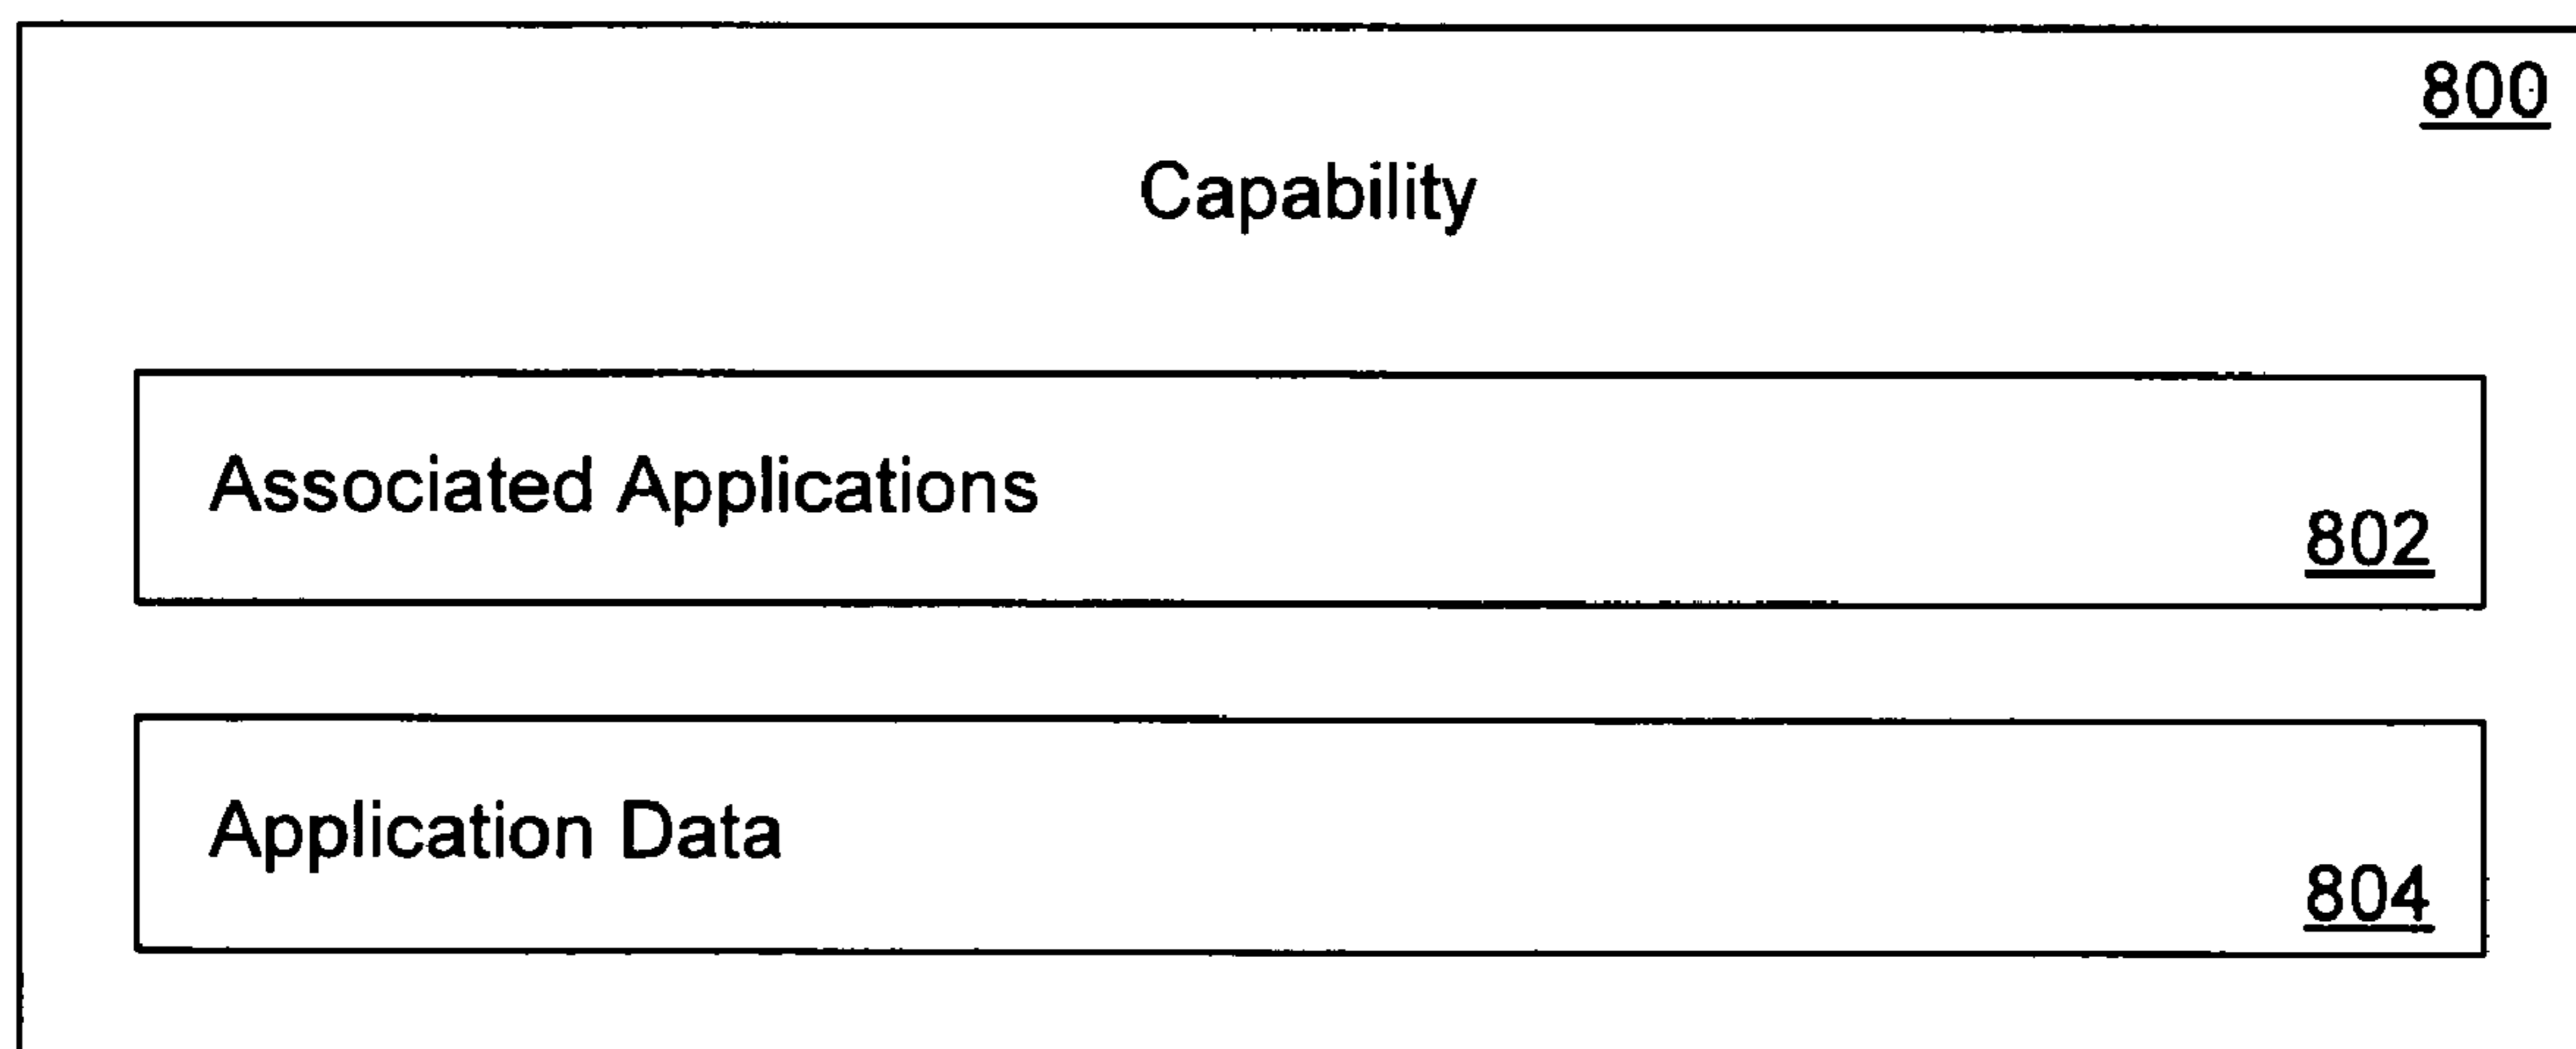 800
Capability
Associated Applications
802
Application Data
804